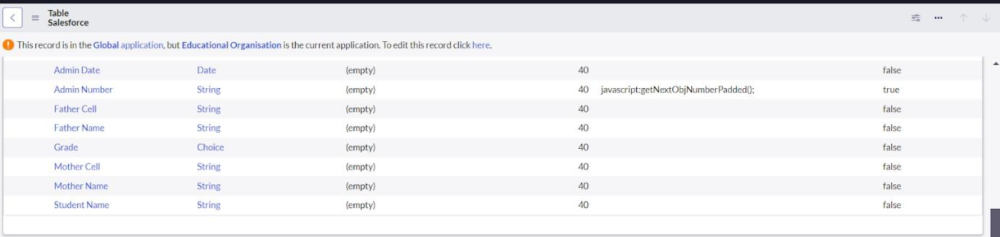 Table
Salesforce
This record is in the Global application, but Educational Organisation is the current application. To edit this record click here.
Admin Date Date (empty) 40 false
Admin Number String (empty) 40 javascript:getNextObjNumberPadded(); true
Father Cell String (empty) 40 false
Father Name String (empty) 40 false
Grade Choice (empty) 40 false
Mother Cell String (empty) 40 false
Mother Name String (empty) 40 false
Student Name String (empty) 40 false